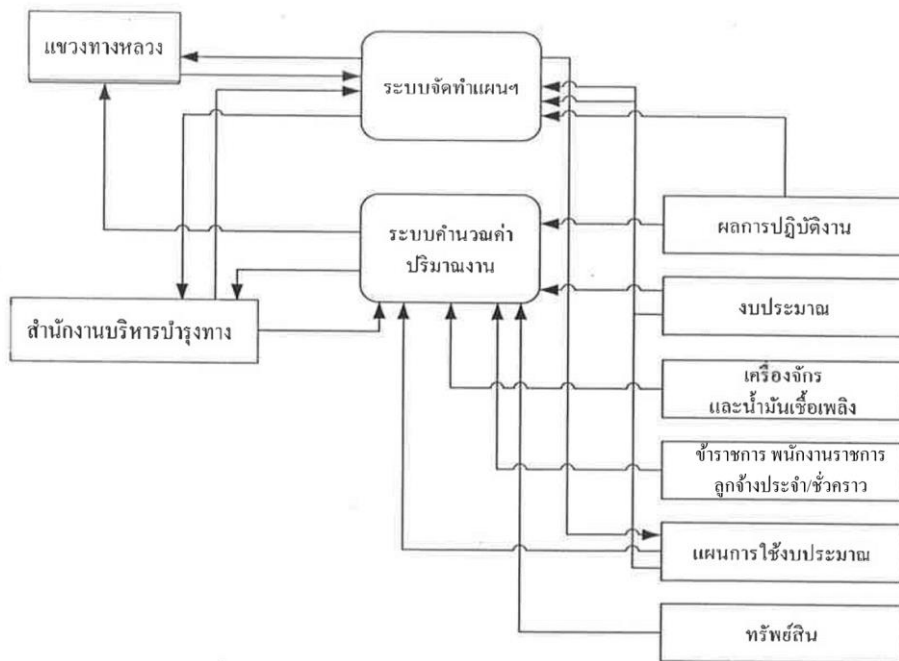 แขวงทางหลวง
ระบบจัดทำแผนฯ
ระบบคำนวณค่า
ปริมาณงาน
ผลการปฏิบัติงาน
งบประมาณ
สำนักงานบริหารบำรุงทาง
เครื่องจักร
และน้ำมันเชื้อเพลิง
ข้าราชการ พนักงานราชการ
ลูกจ้างประจำ/ชั่วคราว
แผนการใช้งบประมาณ
ทรัพย์สิน